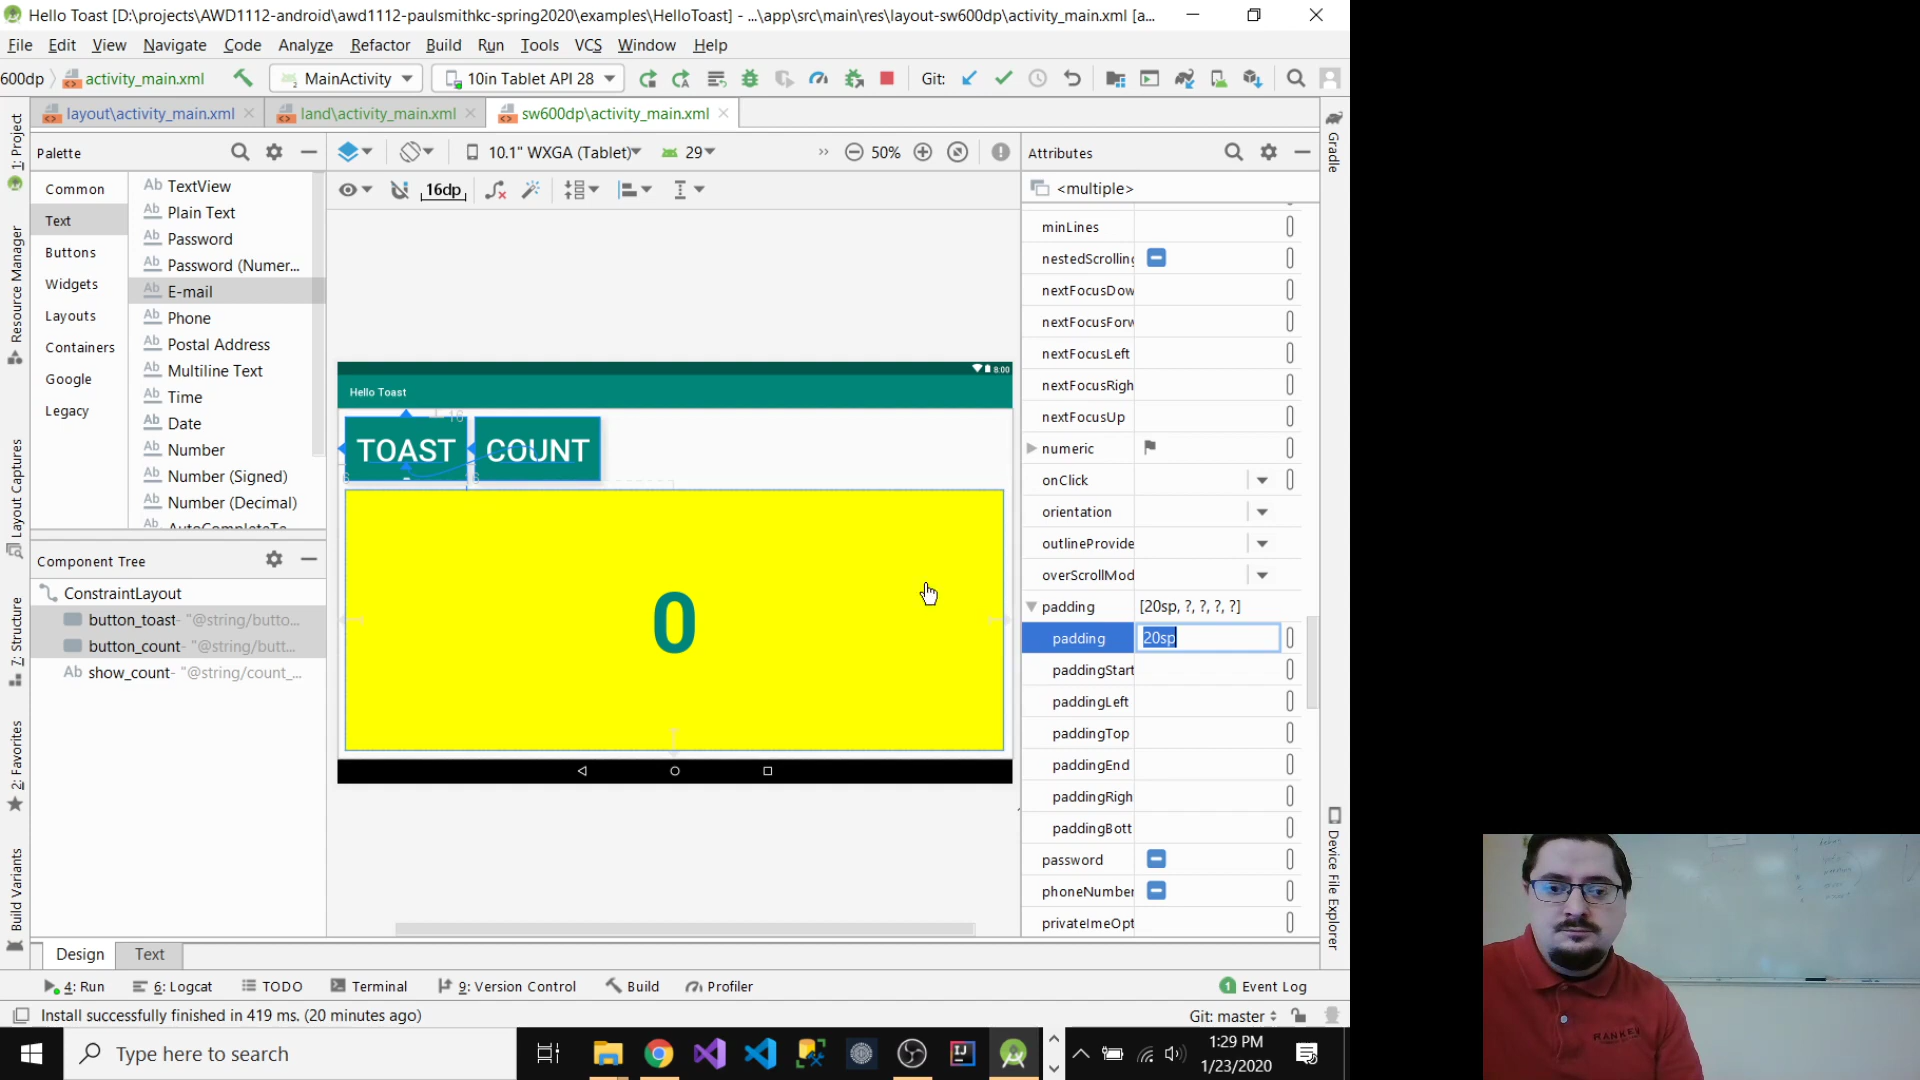 Hello Toast [D:\projects\AWD1112-android\awd1112-paulsmithkc-spring2020\examples\HelloToast] - ...\app\src\main\res\layout-sw600dp\activity_main.xml [a...
File Edit View Navigate Code Analyze Refactor Build Run Tools VCS Window Help
600dp activity_main.xml MainActivity 10in Tablet API 28 Git:
layout\activity_main.xml land\activity_main.xml sw600dp\activity_main.xml
1: Project
Resource Manager
Layout Captures
7: Structure
2: Favorites
Build Variants
Palette
Common
Text
Buttons
Widgets
Layouts
Containers
Google
Legacy
Ab TextView
Ab Plain Text
Ab Password
Ab Password (Numer...
Ab E-mail
Ab Phone
Ab Postal Address
Ab Multiline Text
Ab Time
Ab Date
Ab Number
Ab Number (Signed)
Ab Number (Decimal)
Ab AutoCompleteTe
Component Tree
ConstraintLayout
button_toast- "@string/butto...
button_count- "@string/butt...
Ab show_count- "@string/count_...
10.1" WXGA (Tablet) 29 50%
16dp
8:00
Hello Toast
16
TOAST COUNT
0
Attributes
<multiple>
minLines
nestedScrolling
nextFocusDow
nextFocusForw
nextFocusLeft
nextFocusRigh
nextFocusUp
numeric
onClick
orientation
outlineProvide
overScrollMod
padding [20sp, ?, ?, ?, ?]
padding 20sp
paddingStart
paddingLeft
paddingTop
paddingEnd
paddingRigh
paddingBott
password
phoneNumber
privateImeOpt
Gradle
Device File Explorer
Design Text
4: Run 6: Logcat TODO Terminal 9: Version Control Build Profiler 1 Event Log
Install successfully finished in 419 ms. (20 minutes ago) Git: master
Type here to search
1:29 PM
1/23/2020
RANKEN